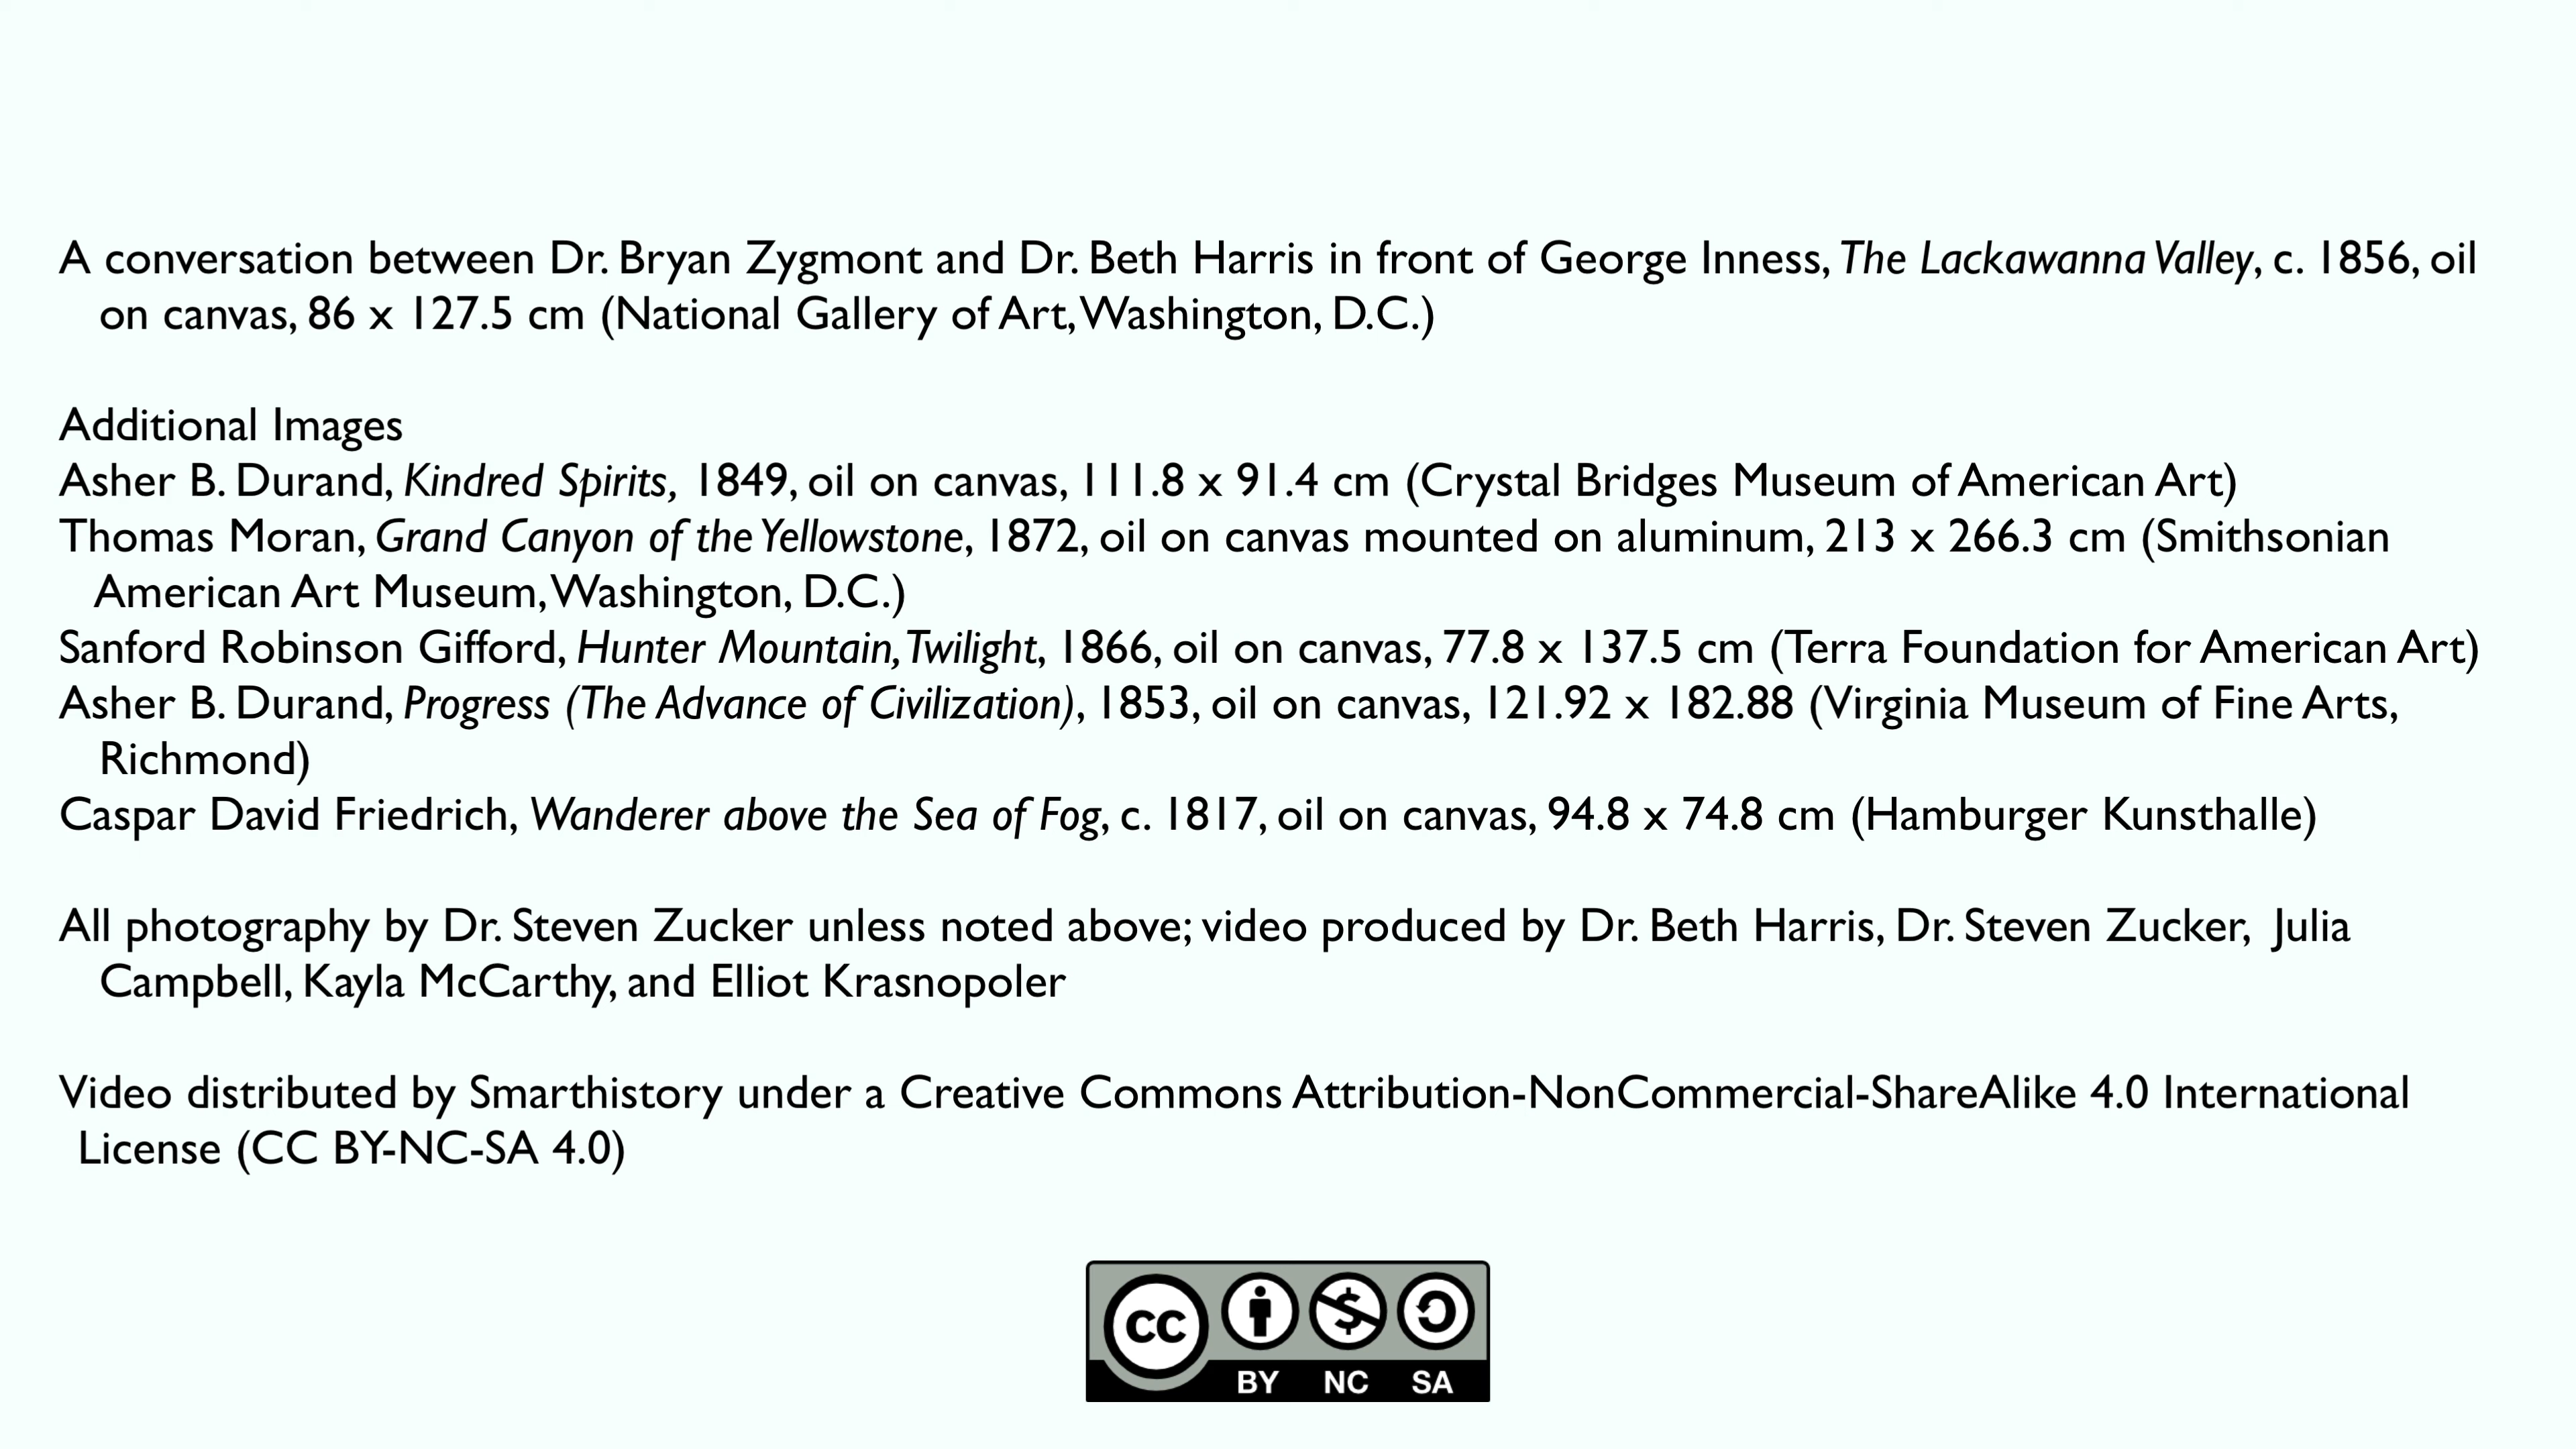 A conversation between Dr. Bryan Zygmont and Dr. Beth Harris in front of George Inness, The Lackawanna Valley, c. 1856, oil
on canvas, 86 x 127.5 cm (National Gallery of Art, Washington, D.C.)
Additional Images
Asher B. Durand, Kindred Spirits, 1849, oil on canvas, 111.8 x 91.4 cm (Crystal Bridges Museum of American Art)
Thomas Moran, Grand Canyon of the Yellowstone, 1872, oil on canvas mounted on aluminum, 213 x 266.3 cm (Smithsonian
American Art Museum, Washington, D.C.)
Sanford Robinson Gifford, Hunter Mountain, Twilight, 1866, oil on canvas, 77.8 x 137.5 cm (Terra Foundation for American Art)
Asher B. Durand, Progress (The Advance of Civilization), 1853, oil on canvas, 121.92 x 182.88 (Virginia Museum of Fine Arts,
Richmond)
Caspar David Friedrich, Wanderer above the Sea of Fog, c. 1817, oil on canvas, 94.8 x 74.8 cm (Hamburger Kunsthalle)
All photography by Dr. Steven Zucker unless noted above; video produced by Dr. Beth Harris, Dr. Steven Zucker, Julia
Campbell, Kayla McCarthy, and Elliot Krasnopoler
Video distributed by Smarthistory under a Creative Commons Attribution-NonCommercial-ShareAlike 4.0 International
License (CC BY-NC-SA 4.0)
cc $
BY NC SA